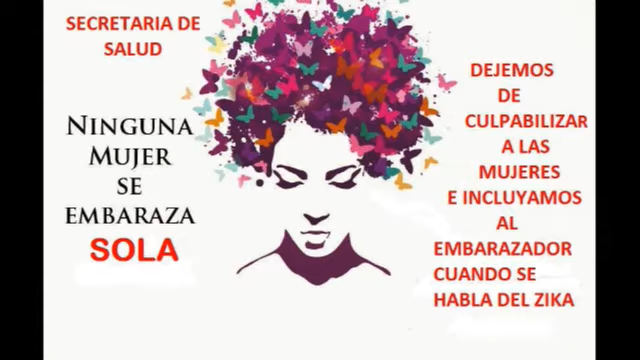 SECRETARIA DE
SALUD
NINGUNA
MUJER
SE
EMBARAZA
SOLA
DEJEMOS
DE
CULPABILIZAR
A LAS
MUJERES
E INCLUYAMOS
AL
EMBARAZADOR
CUANDO SE
HABLA DEL ZIKA